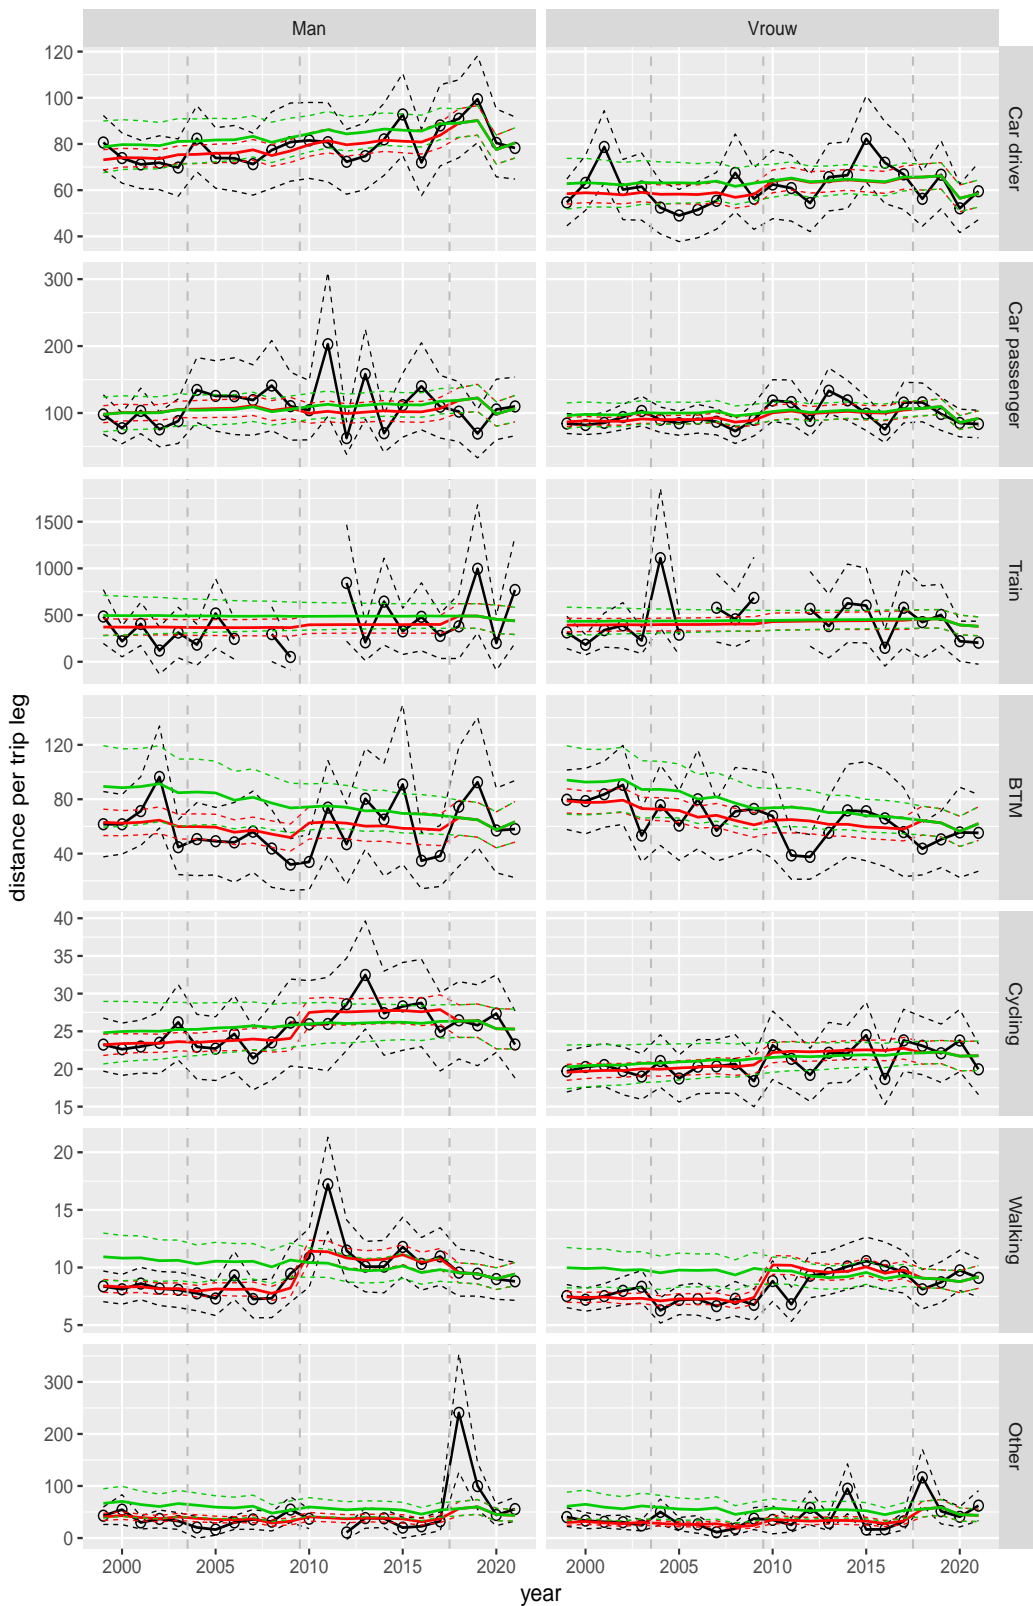 Man Vrouw
120
100
80
60
40
Car driver
300
200
100
Car passenger
1500
1000
500
0
Train
120
80
40
BTM
distance per trip leg
40
35
30
25
20
15
Cycling
20
15
10
5
Walking
300
200
100
0
Other
2000 2005 2010 2015 2020 2000 2005 2010 2015 2020
year